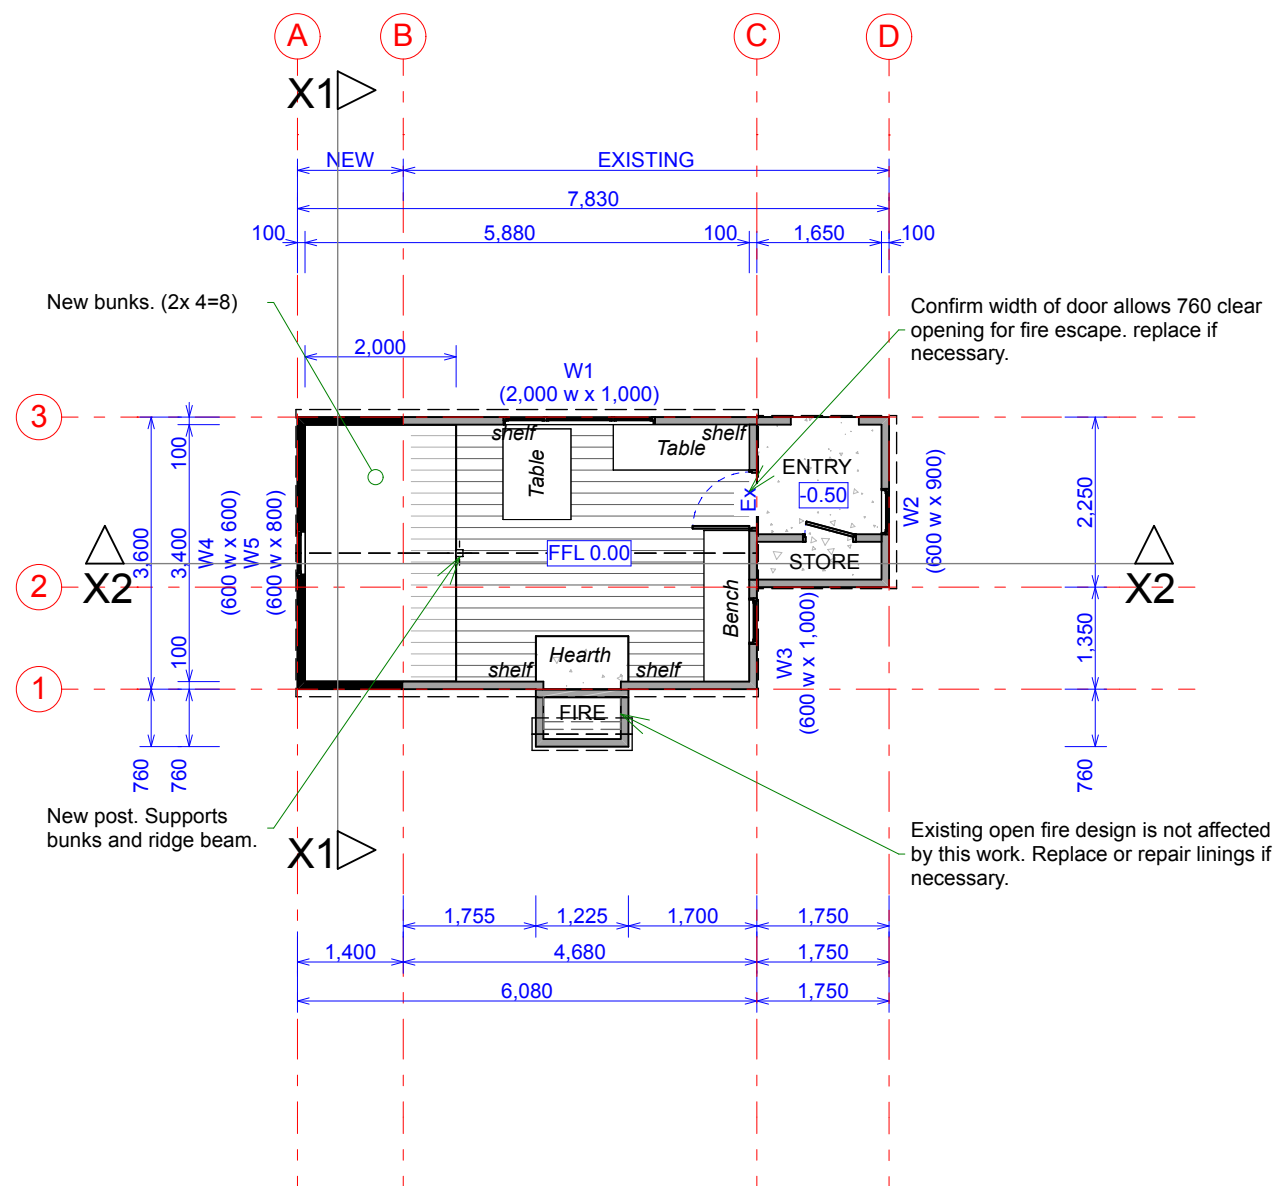 A
B
C
D
X1
NEW
EXISTING
7,830
100
5,880
100
1,650
100
New bunks. (2x 4=8)
Confirm width of door allows 760 clear
opening for fire escape. replace if
necessary.
2,000
W1
(2,000 w x 1,000)
3
shelf
shelf
Table
Table
ENTRY
-0.50
Ex
W2
(600 w x 900)
2,250
100
3,600
3,400
W4
(600 w x 600)
W5
(600 w x 800)
X2
2
FFL 0.00
STORE
X2
Bench
100
1,350
W3
(600 w x 1,000)
Hearth
shelf
shelf
1
FIRE
760
760
760
New post. Supports
bunks and ridge beam.
X1
Existing open fire design is not affected
by this work. Replace or repair linings if
necessary.
1,755
1,225
1,700
1,750
1,400
4,680
1,750
6,080
1,750